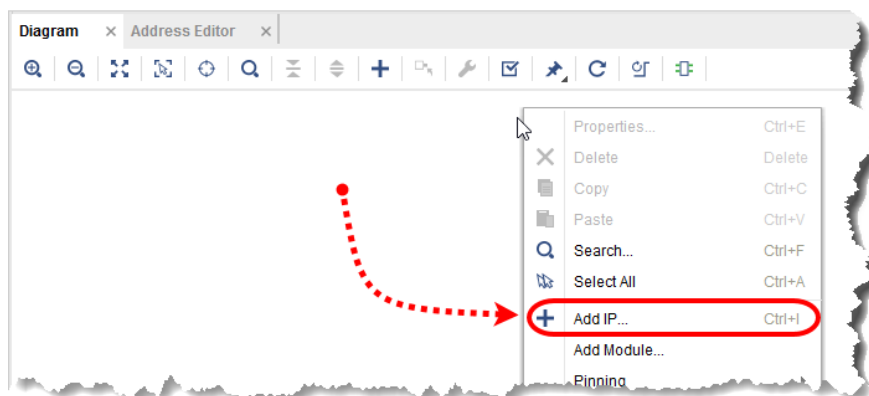 Diagram × Address Editor ×
Properties... Ctrl+E
Delete Delete
Copy Ctrl+C
Paste Ctrl+V
Search... Ctrl+F
Select All Ctrl+A
Add IP... Ctrl+I
Add Module...
Pinning